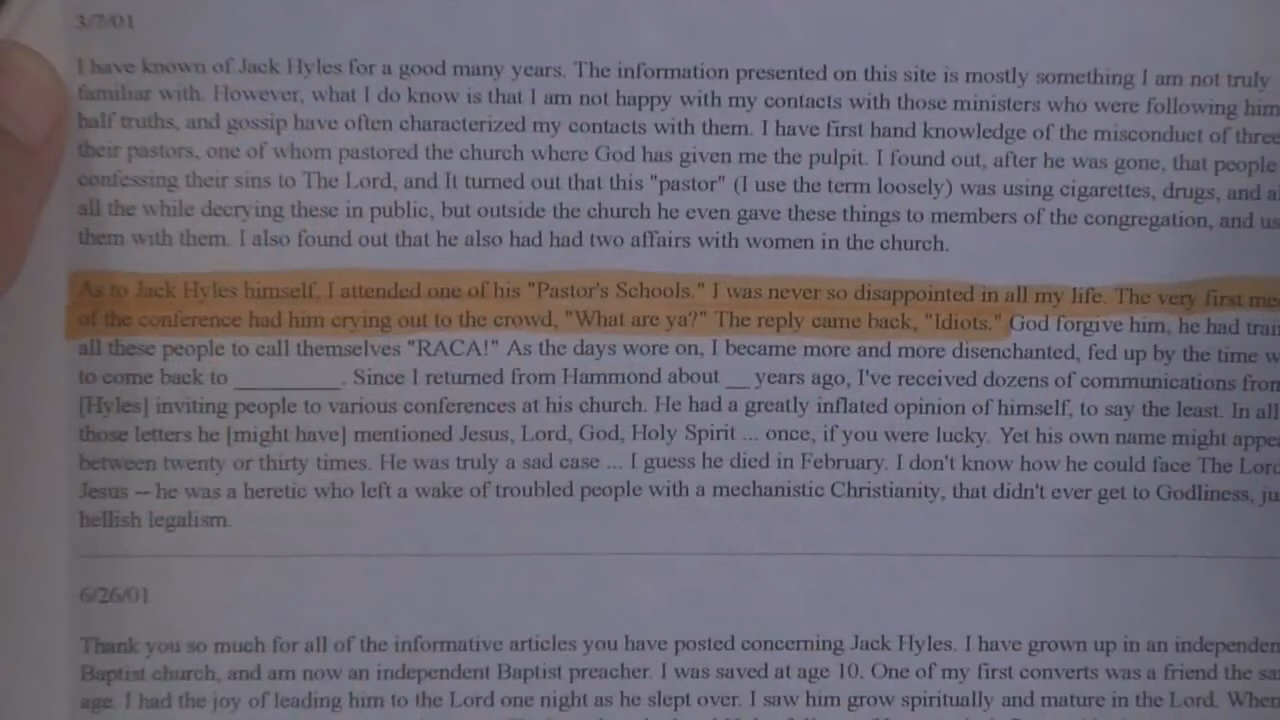 3/7/01
I have known of Jack Hyles for a good many years. The information presented on this site is mostly something I am not truly
familiar with. However, what I do know is that I am not happy with my contacts with those ministers who were following him
half truths, and gossip have often characterized my contacts with them. I have first hand knowledge of the misconduct of three
their pastors, one of whom pastored the church where God has given me the pulpit. I found out, after he was gone, that people
confessing their sins to The Lord, and It turned out that this "pastor" (I use the term loosely) was using cigarettes, drugs, and
all the while decrying these in public, but outside the church he even gave these things to members of the congregation, and
them with them. I also found out that he also had had two affairs with women in the church.
As to Jack Hyles himself, I attended one of his "Pastor's Schools." I was never so disappointed in all my life. The very first
of the conference had him crying out to the crowd, "What are ya?" The reply came back, "Idiots." God forgive him, he had
all these people to call themselves "RACA!" As the days wore on, I became more and more disenchanted, fed up by the time
to come back to __________. Since I returned from Hammond about __ years ago, I've received dozens of communications from
[Hyles] inviting people to various conferences at his church. He had a greatly inflated opinion of himself, to say the least. In all
those letters he [might have] mentioned Jesus, Lord, God, Holy Spirit ... once, if you were lucky. Yet his own name might
between twenty or thirty times. He was truly a sad case ... I guess he died in February. I don't know how he could face The Lord
Jesus -- he was a heretic who left a wake of troubled people with a mechanistic Christianity, that didn't ever get to Godliness,
hellish legalism.
6/26/01
Thank you so much for all of the informative articles you have posted concerning Jack Hyles. I have grown up in an
Baptist church, and am now an independent Baptist preacher. I was saved at age 10. One of my first converts was a friend the
age. I had the joy of leading him to the Lord one night as he slept over. I saw him grow spiritually and mature in the Lord. When